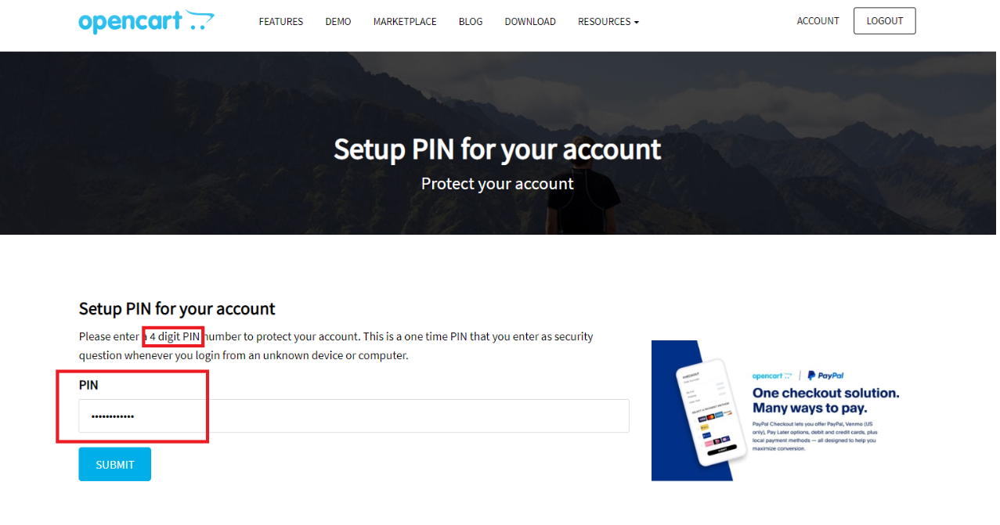 opencart
FEATURES DEMO MARKETPLACE BLOG DOWNLOAD RESOURCES ACCOUNT LOGOUT
Setup PIN for your account
Protect your account
Setup PIN for your account
Please enter a 4 digit PIN number to protect your account. This is a one time PIN that you enter as security
question whenever you login from an unknown device or computer.
PIN
••••••••••••
SUBMIT
CHECKOUT
SELECT A PAYMENT METHOD
opencart | PayPal
One checkout solution.
Many ways to pay.
PayPal Checkout lets you offer PayPal, Venmo (US
only), Pay Later options, debit and credit cards, plus
local payment methods — all designed to help you
maximize conversion.